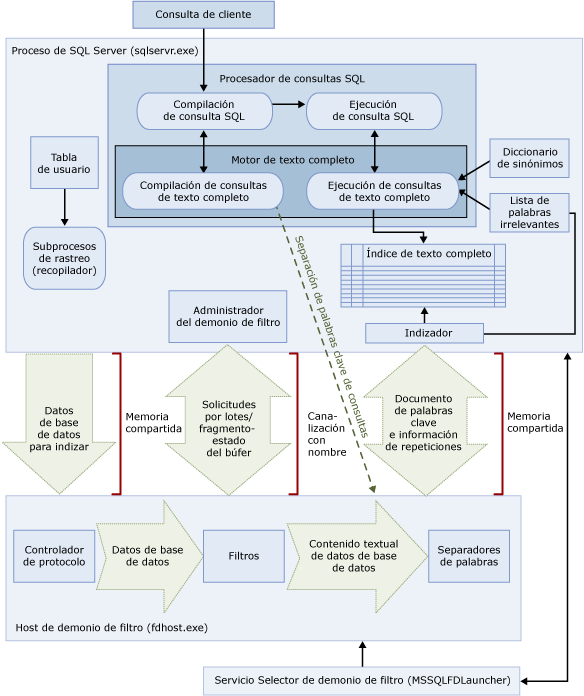 Consulta de cliente
Proceso de SQL Server (sqlservr.exe)
Procesador de consultas SQL
Compilación
de consulta SQL
Ejecución
de consulta SQL
Motor de texto completo
Compilación de consultas
de texto completo
Ejecución de consultas
de texto completo
Tabla
de usuario
Subprocesos
de rastreo
(recopilador)
Diccionario
de sinónimos
Lista de
palabras
irrelevantes
Índice de texto completo
Indizador
Administrador
del demonio de filtro
Separación de palabras clave de consultas
Datos
de base
de datos
para indizar
Memoria
compartida
Solicitudes
por lotes/
fragmento-
estado
del búfer
Cana-
lización
con
nombre
Documento
de palabras
clave
e información
de repeticiones
Memoria
compartida
Controlador
de protocolo
Datos de base
de datos
Filtros
Contenido textual
de datos de base
de datos
Separadores
de palabras
Host de demonio de filtro (fdhost.exe)
Servicio Selector de demonio de filtro (MSSQLFDLauncher)